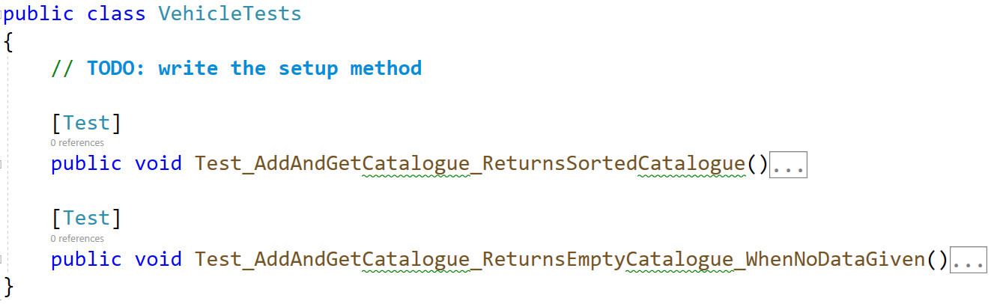 public class VehicleTests
{
// TODO: write the setup method
[Test]
0 references
public void Test_AddAndGetCatalogue_ReturnsSortedCatalogue()...
[Test]
0 references
public void Test_AddAndGetCatalogue_ReturnsEmptyCatalogue_WhenNoDataGiven()...
}